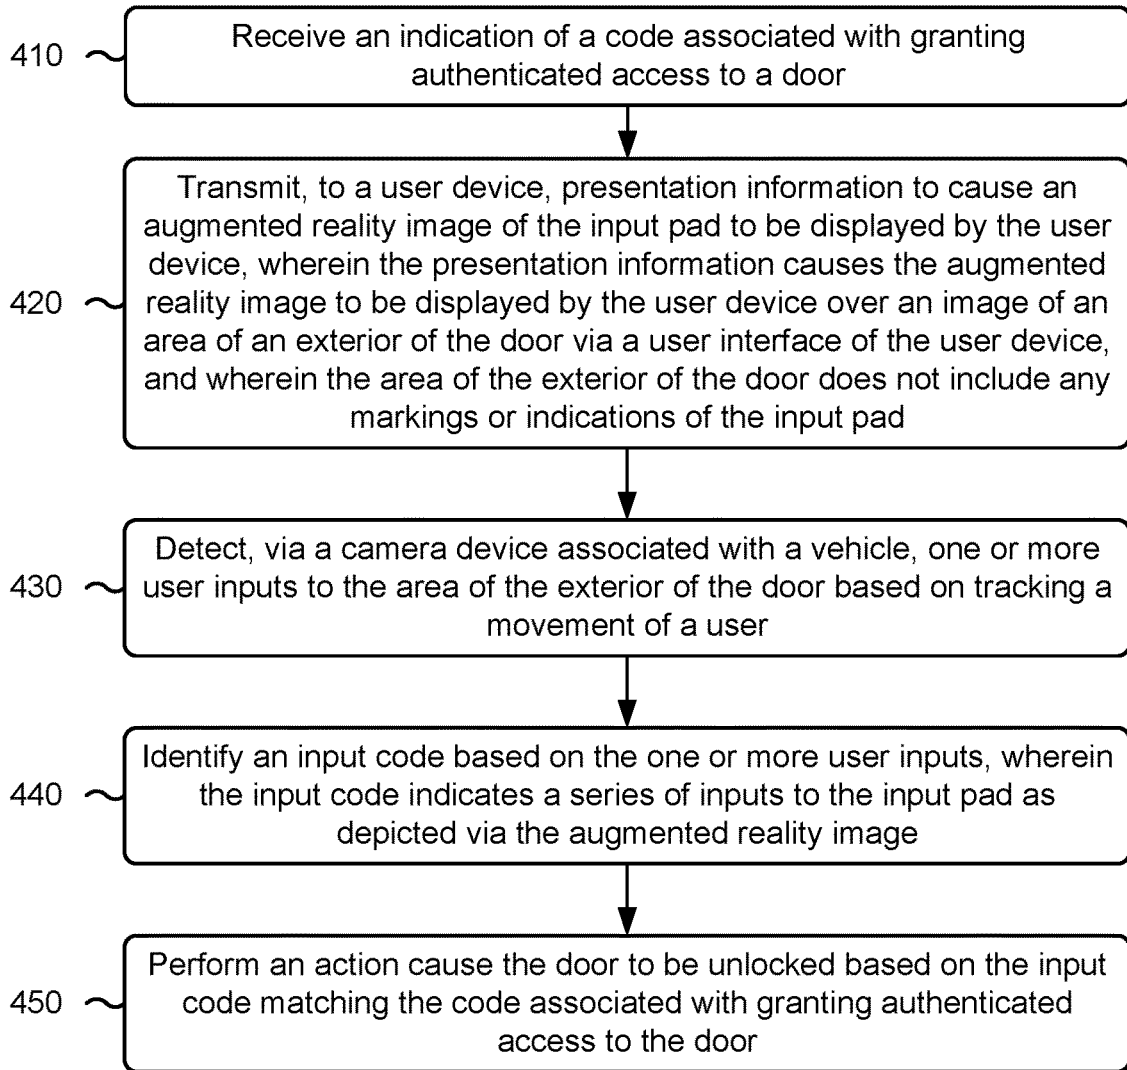 410
Receive an indication of a code associated with granting
authenticated access to a door
420
Transmit, to a user device, presentation information to cause an
augmented reality image of the input pad to be displayed by the user
device, wherein the presentation information causes the augmented
reality image to be displayed by the user device over an image of an
area of an exterior of the door via a user interface of the user device,
and wherein the area of the exterior of the door does not include any
markings or indications of the input pad
430
Detect, via a camera device associated with a vehicle, one or more
user inputs to the area of the exterior of the door based on tracking a
movement of a user
440
Identify an input code based on the one or more user inputs, wherein
the input code indicates a series of inputs to the input pad as
depicted via the augmented reality image
450
Perform an action cause the door to be unlocked based on the input
code matching the code associated with granting authenticated
access to the door